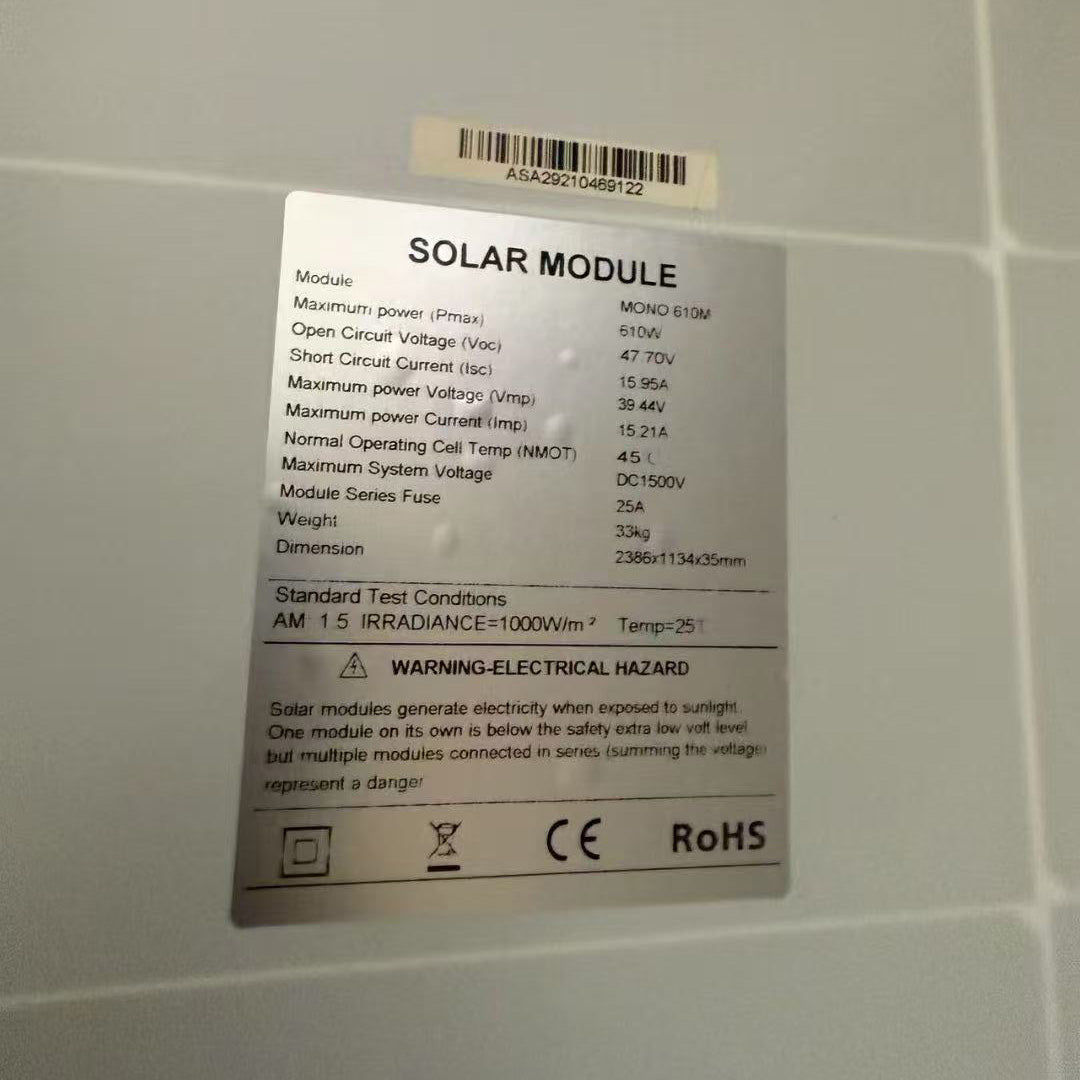 ASA29210469122
SOLAR MODULE
Module MONO 610M
Maximum power (Pmax) 610W
Open Circuit Voltage (Voc) 47.70V
Short Circuit Current (Isc) 15.95A
Maximum power Voltage (Vmp) 39.44V
Maximum power Current (Imp) 15.21A
Normal Operating Cell Temp (NMOT) 45
Maximum System Voltage DC1500V
Module Series Fuse 25A
Weight 33kg
Dimension 2386x1134x35mm
Standard Test Conditions
AM 1.5 IRRADIANCE=1000W/m² Temp=25
WARNING-ELECTRICAL HAZARD
Solar modules generate electricity when exposed to sunlight.
One module on its own is below the safety extra low volt level
but multiple modules connected in series (summing the voltage)
represent a danger
CE RoHS